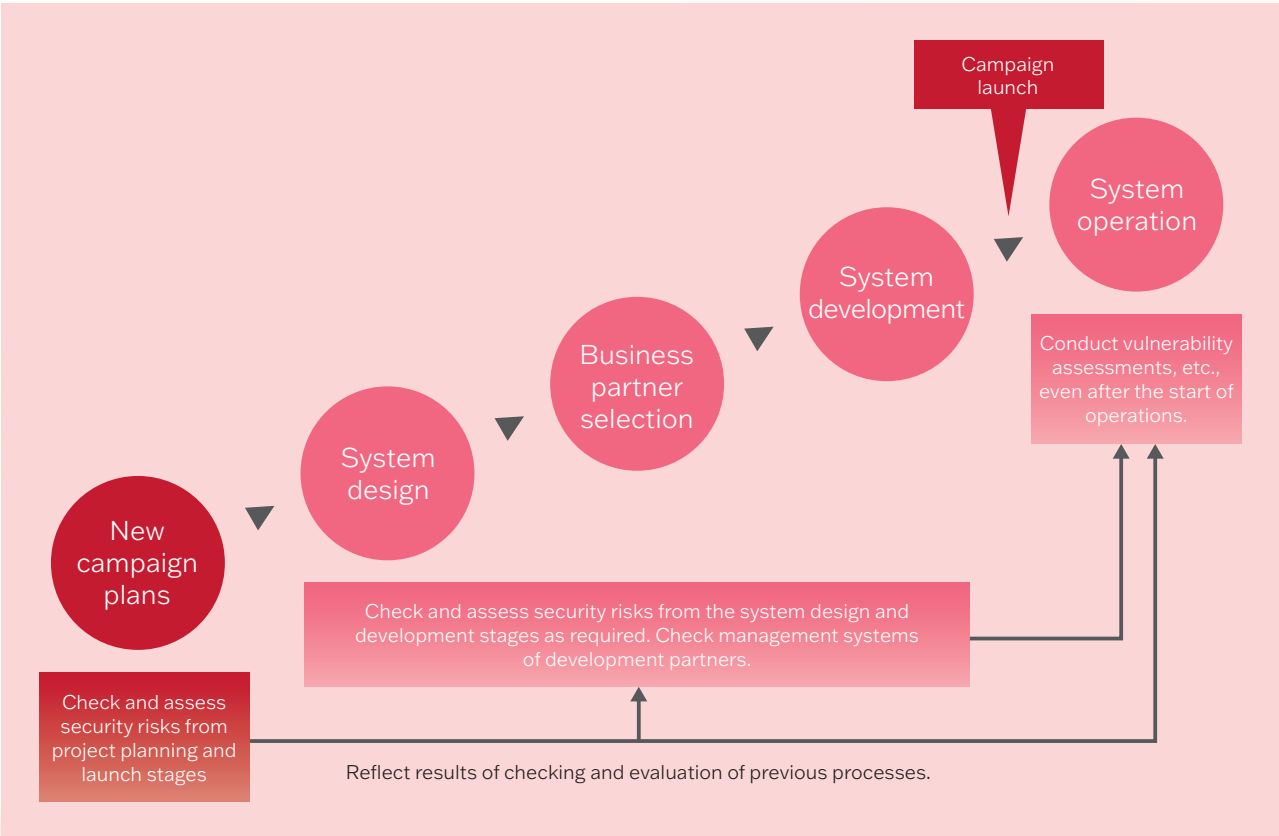 Campaign
launch
System
operation
System
development
Business
partner
selection
System
design
New
campaign
plans
Conduct vulnerability
assessments, etc.,
even after the start of
operations.
Check and assess security risks from the system design and
development stages as required. Check management systems
of development partners.
Check and assess
security risks from
project planning and
launch stages
Reflect results of checking and evaluation of previous processes.